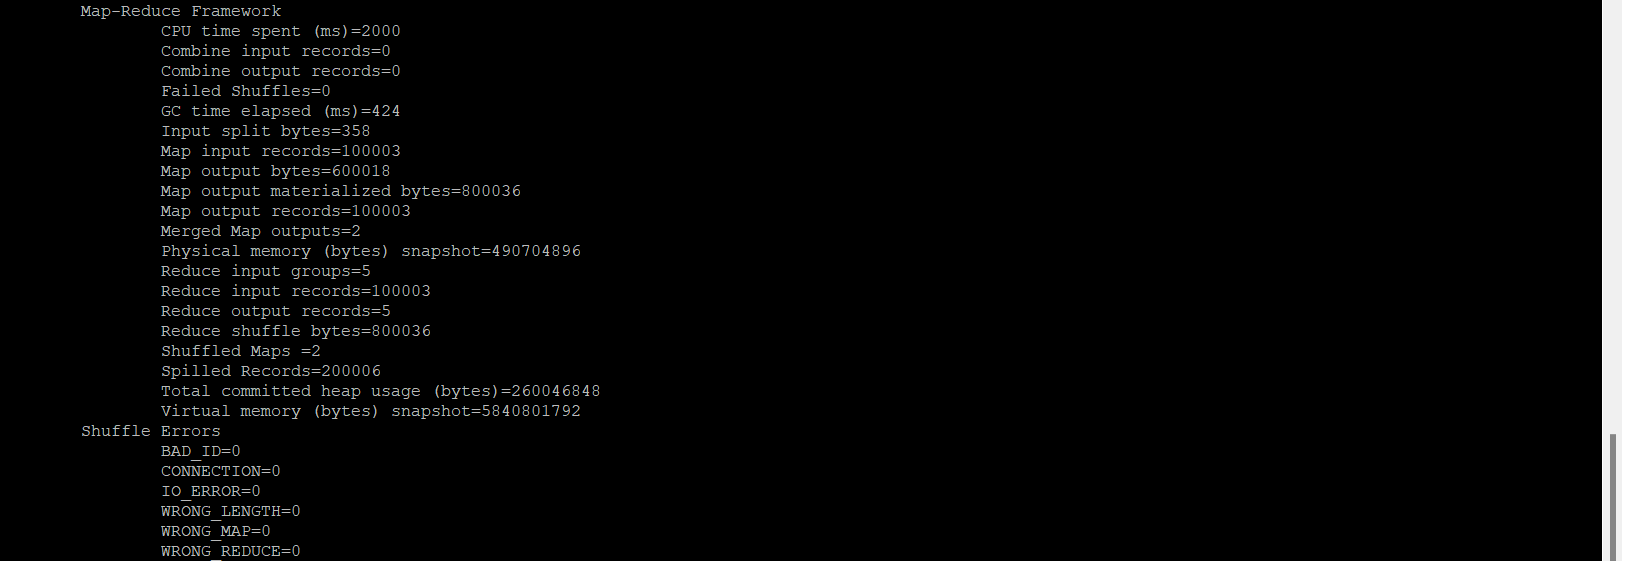 Map-Reduce Framework
CPU time spent (ms)=2000
Combine input records=0
Combine output records=0
Failed Shuffles=0
GC time elapsed (ms)=424
Input split bytes=358
Map input records=100003
Map output bytes=600018
Map output materialized bytes=800036
Map output records=100003
Merged Map outputs=2
Physical memory (bytes) snapshot=490704896
Reduce input groups=5
Reduce input records=100003
Reduce output records=5
Reduce shuffle bytes=800036
Shuffled Maps =2
Spilled Records=200006
Total committed heap usage (bytes)=260046848
Virtual memory (bytes) snapshot=5840801792
Shuffle Errors
BAD_ID=0
CONNECTION=0
IO_ERROR=0
WRONG_LENGTH=0
WRONG_MAP=0
WRONG_REDUCE=0